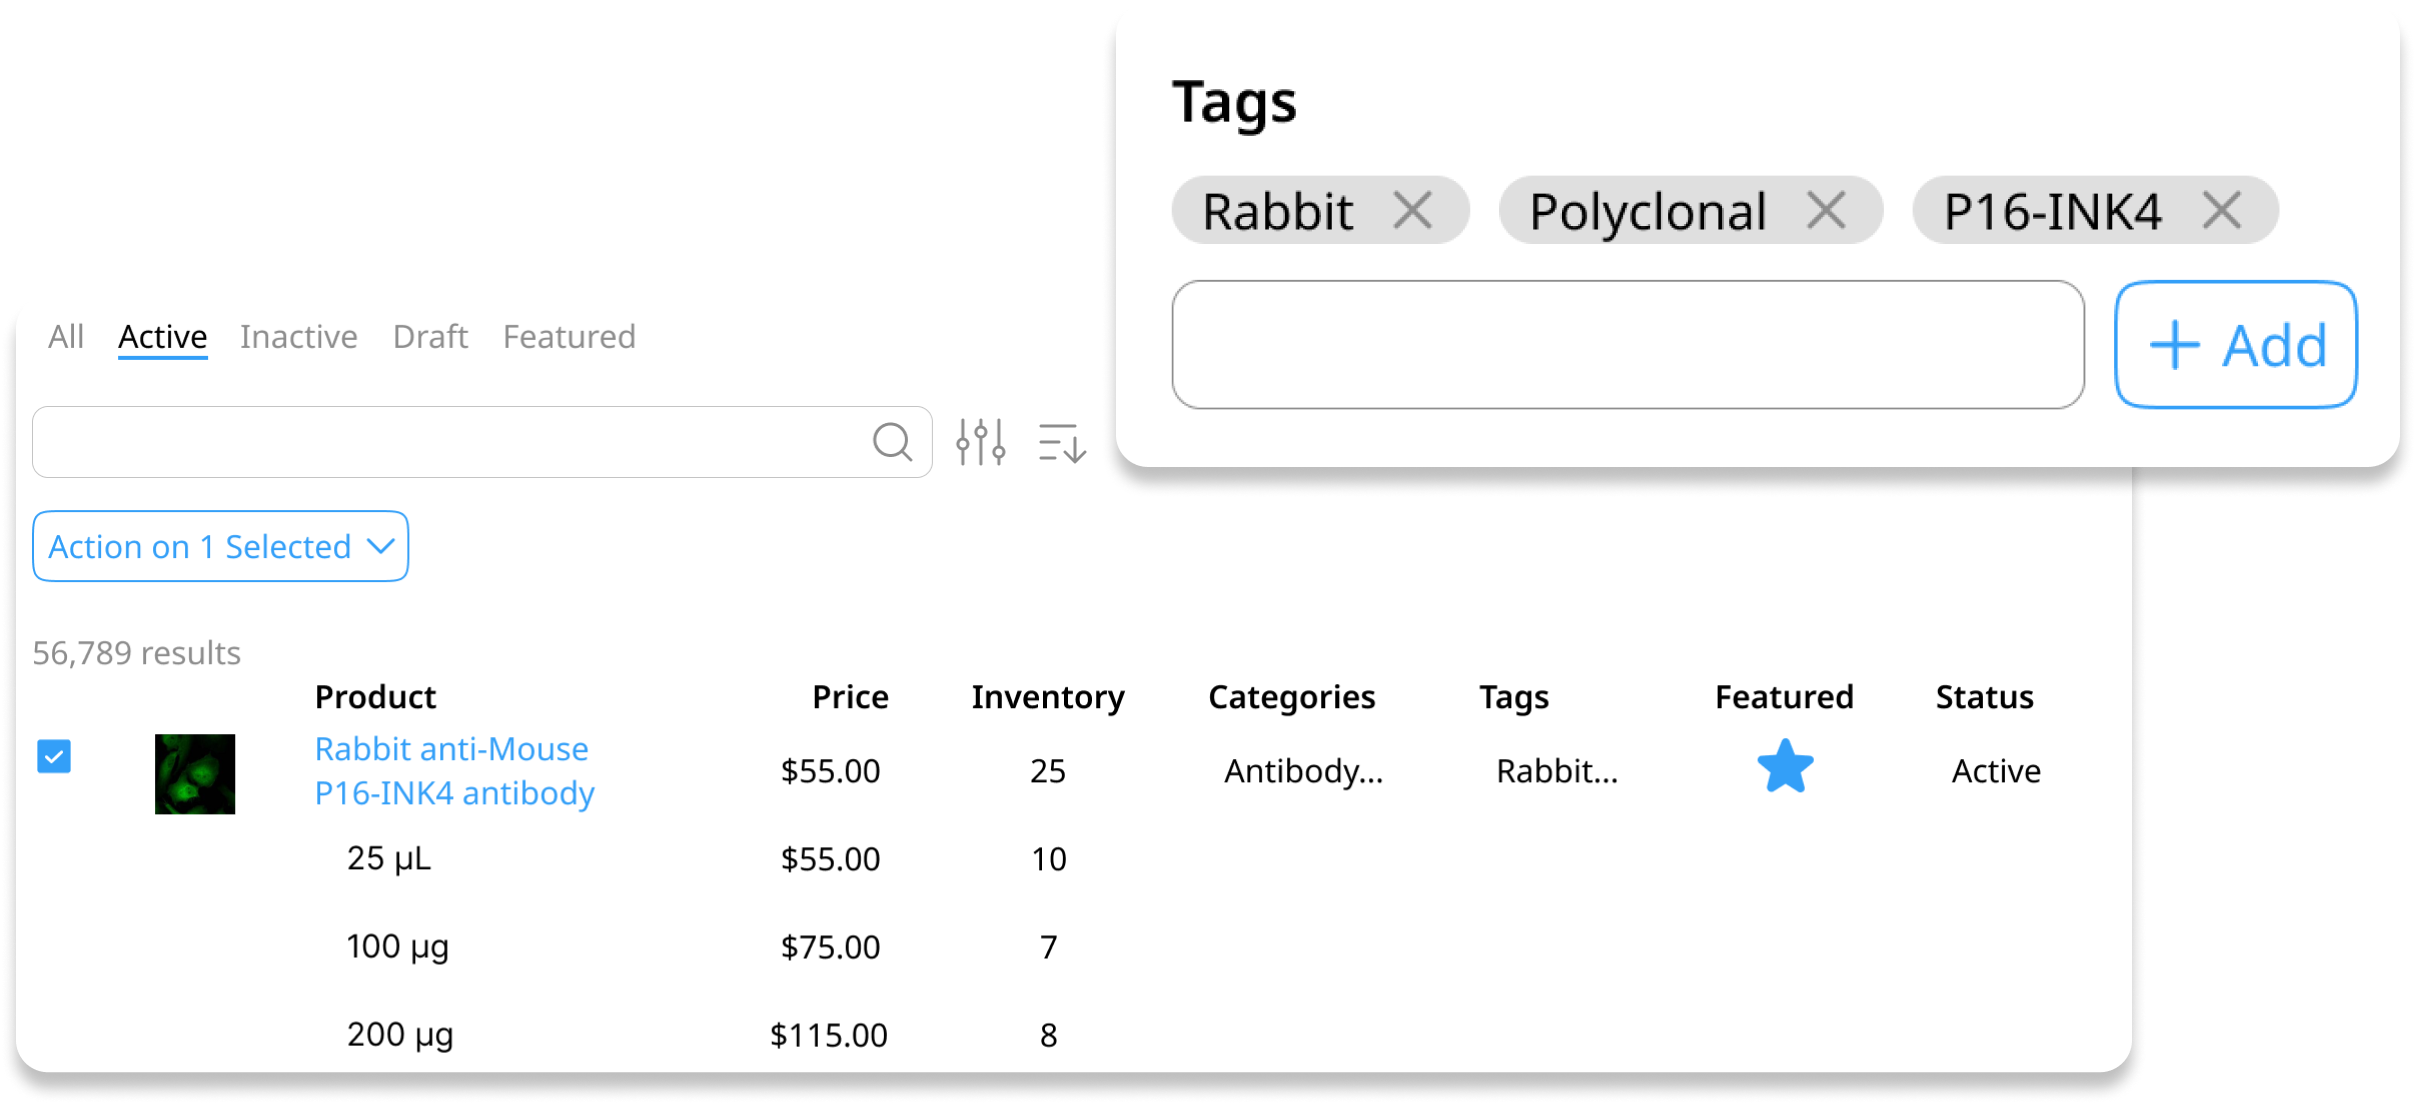 Tags
Rabbit
Polyclonal
P16-INK4
+ Add
All Active Inactive Draft Featured
Action on 1 Selected
56,789 results
Product Price Inventory Categories Tags Featured Status
Rabbit anti-Mouse
P16-INK4 antibody
$55.00 25 Antibody... Rabbit... Active
25 µL $55.00 10
100 µg $75.00 7
200 µg $115.00 8